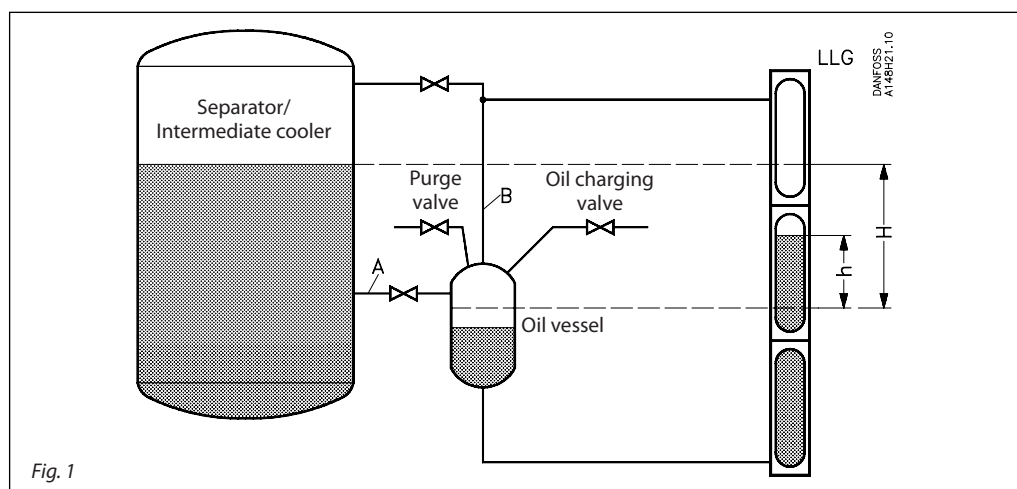 LLG
DANFOSS
A148H21.10
Separator/
Intermediate cooler
Purge
valve
B
Oil charging
valve
H
h
A
Oil vessel
Fig. 1